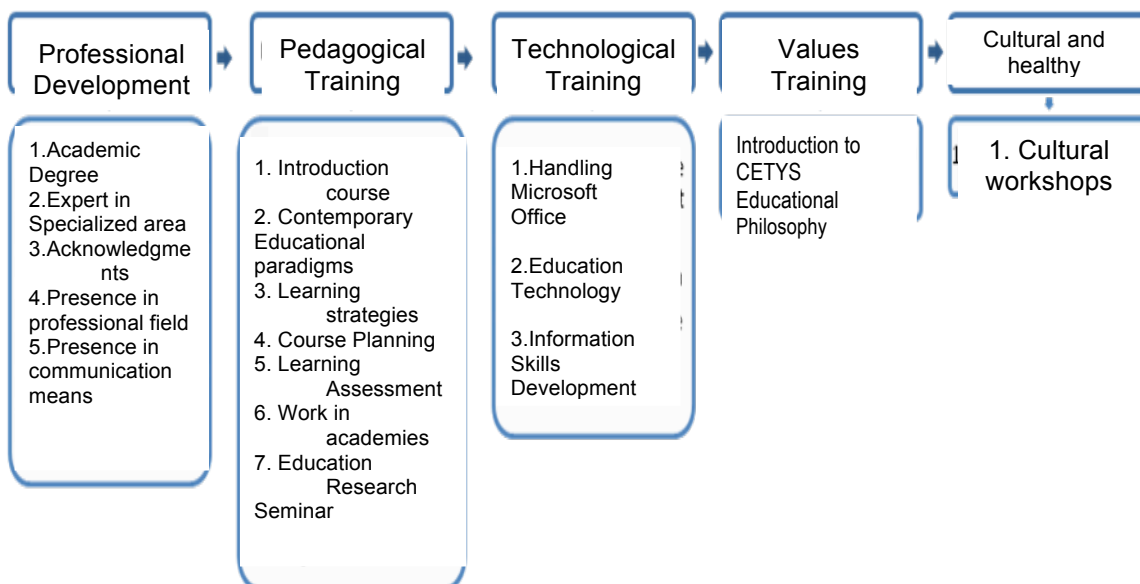 Professional
Development
Pedagogical
Training
Technological
Training
Values
Training
Cultural and
healthy
1.Academic
Degree
2.Expert in
Specialized area
3.Acknowledgme
nts
4.Presence in
professional field
5.Presence in
communication
means
1. Introduction
course
2. Contemporary
Educational
paradigms
3. Learning
strategies
4. Course Planning
5. Learning
Assessment
6. Work in
academies
7. Education
Research
Seminar
1.Handling
Microsoft
Office
2.Education
Technology
3.Information
Skills
Development
Introduction to
CETYS
Educational
Philosophy
1. Cultural
workshops